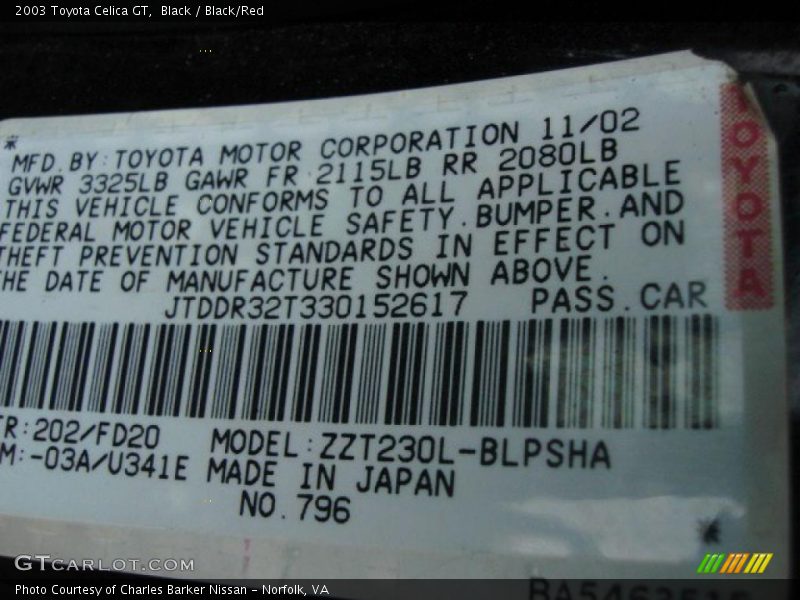 2003 Toyota Celica GT, Black / Black/Red
MFD.BY:TOYOTA MOTOR CORPORATION 11/02
GVWR 3325LB GAWR FR 2115LB RR 2080LB
THIS VEHICLE CONFORMS TO ALL APPLICABLE
FEDERAL MOTOR VEHICLE SAFETY.BUMPER.AND
THEFT PREVENTION STANDARDS IN EFFECT ON
THE DATE OF MANUFACTURE SHOWN ABOVE.
JTDDR32T330152617 PASS.CAR
TOYOTA
TR:202/FD20 MODEL:ZZT230L-BLPSHA
M:-03A/U341E MADE IN JAPAN
NO.796
GTCARLOT.COM
Photo Courtesy of Charles Barker Nissan - Norfolk, VA